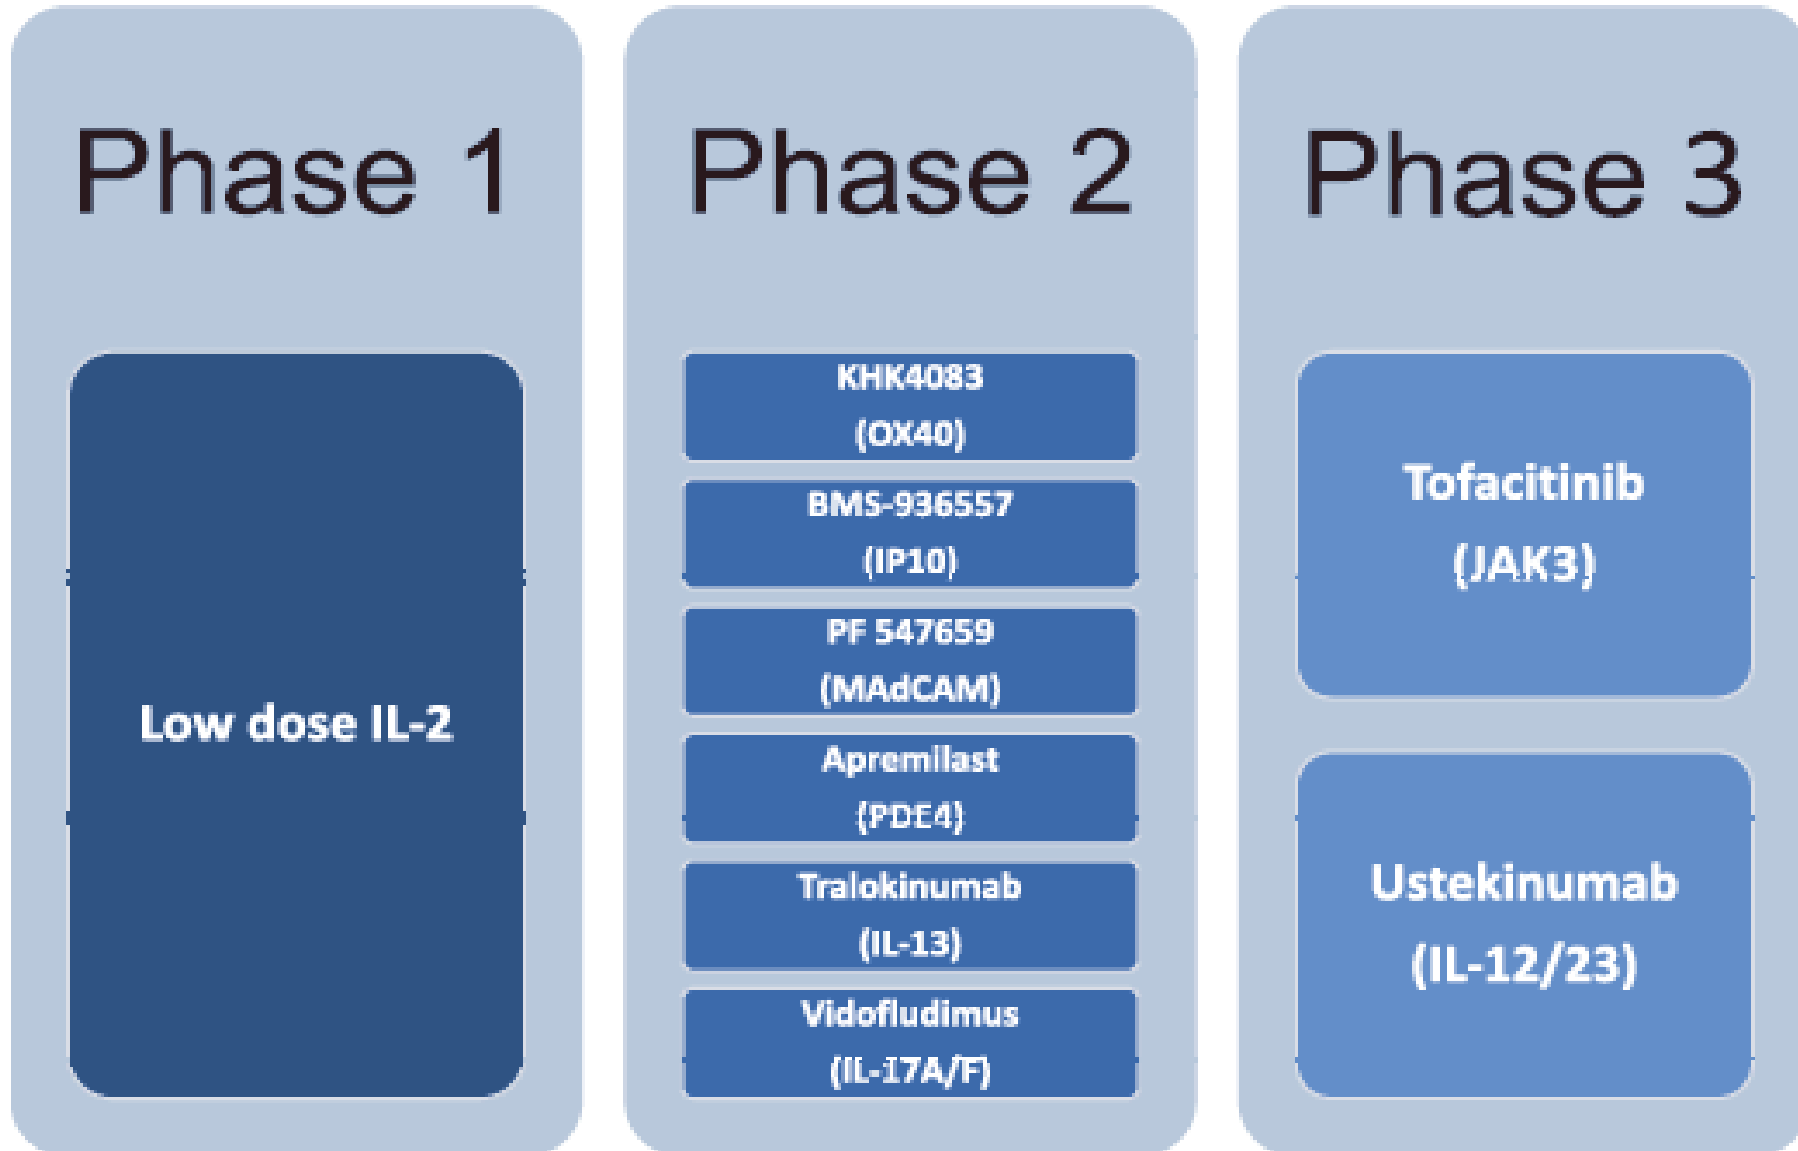 Phase 1
Low dose IL-2
Phase 2
KHK4083
(OX40)
BMS-936557
(IP10)
PF 547659
(MAdCAM)
Apremilast
(PDE4)
Tralokinumab
(IL-13)
Vidofludimus
(IL-17A/F)
Phase 3
Tofacitinib
(JAK3)
Ustekinumab
(IL-12/23)